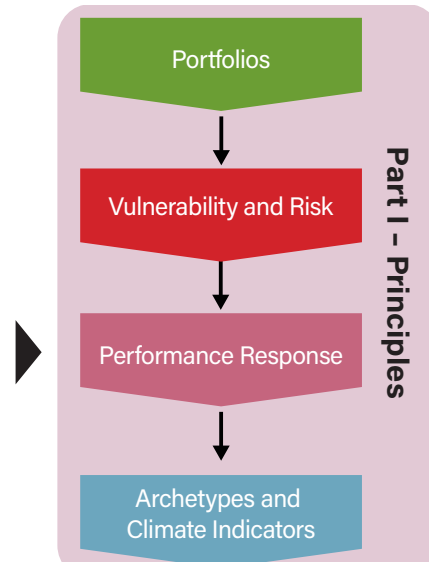 Portfolios
Vulnerability and Risk
Performance Response
Archetypes and
Climate Indicators
Part I – Principles